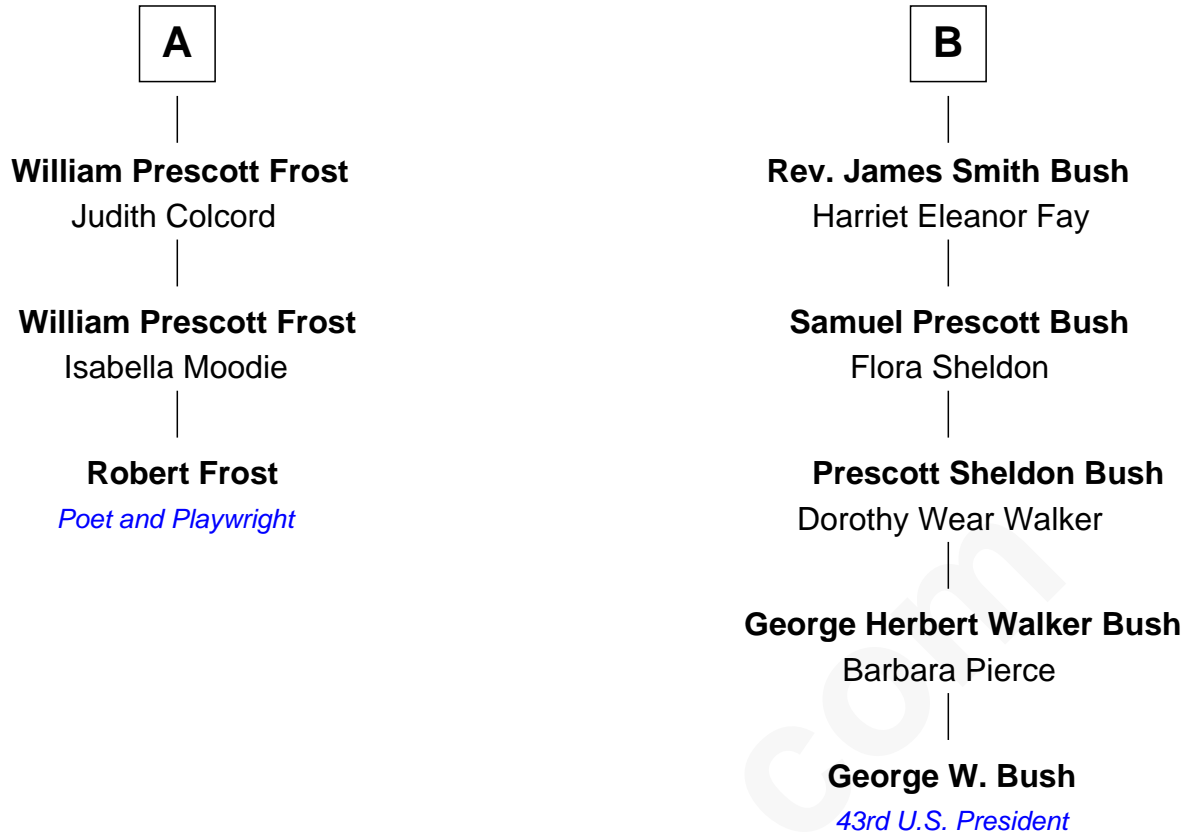 A
William Prescott Frost
Judith Colcord
William Prescott Frost
Isabella Moodie
Robert Frost
Poet and Playwright
B
Rev. James Smith Bush
Harriet Eleanor Fay
Samuel Prescott Bush
Flora Sheldon
Prescott Sheldon Bush
Dorothy Wear Walker
George Herbert Walker Bush
Barbara Pierce
George W. Bush
43rd U.S. President
com